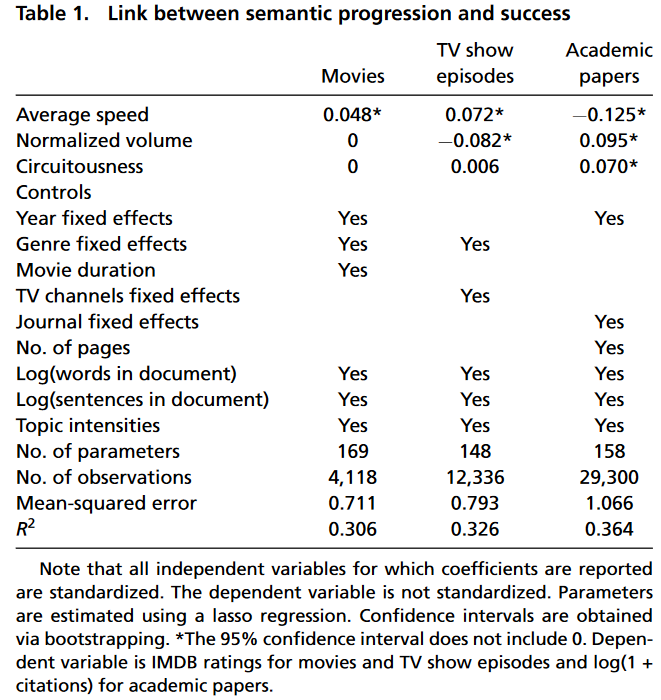 Table 1. Link between semantic progression and success
Movies TV show episodes Academic papers
Average speed 0.048* 0.072* −0.125*
Normalized volume 0 −0.082* 0.095*
Circuitousness 0 0.006 0.070*
Controls
Year fixed effects Yes Yes
Genre fixed effects Yes Yes
Movie duration Yes
TV channels fixed effects Yes
Journal fixed effects Yes
No. of pages Yes
Log(words in document) Yes Yes Yes
Log(sentences in document) Yes Yes Yes
Topic intensities Yes Yes Yes
No. of parameters 169 148 158
No. of observations 4,118 12,336 29,300
Mean-squared error 0.711 0.793 1.066
R² 0.306 0.326 0.364
Note that all independent variables for which coefficients are reported
are standardized. The dependent variable is not standardized. Parameters
are estimated using a lasso regression. Confidence intervals are obtained
via bootstrapping. *The 95% confidence interval does not include 0. Depen-
dent variable is IMDB ratings for movies and TV show episodes and log(1 +
citations) for academic papers.